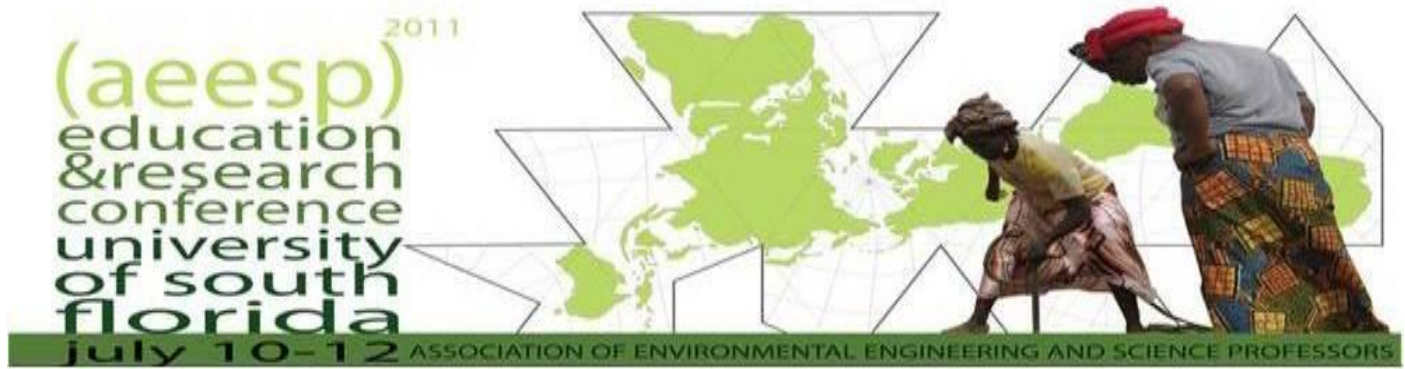 2011
(aeesp)
education
&research
conference
university
of south
florida
july 10-12 ASSOCIATION OF ENVIRONMENTAL ENGINEERING AND SCIENCE PROFESSORS